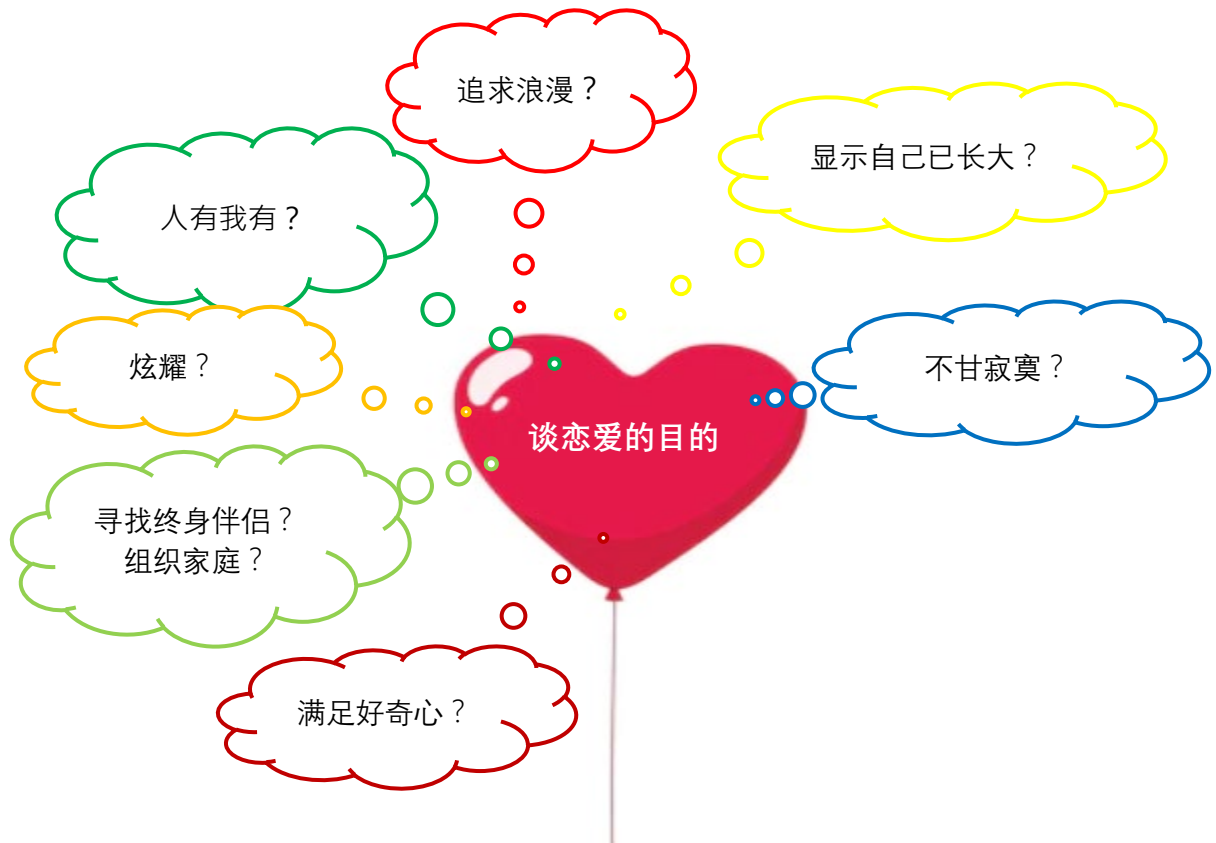 追求浪漫？
显示自己已长大？
人有我有？
炫耀？
不甘寂寞？
谈恋爱的目的
寻找终身伴侣？
组织家庭？
满足好奇心？